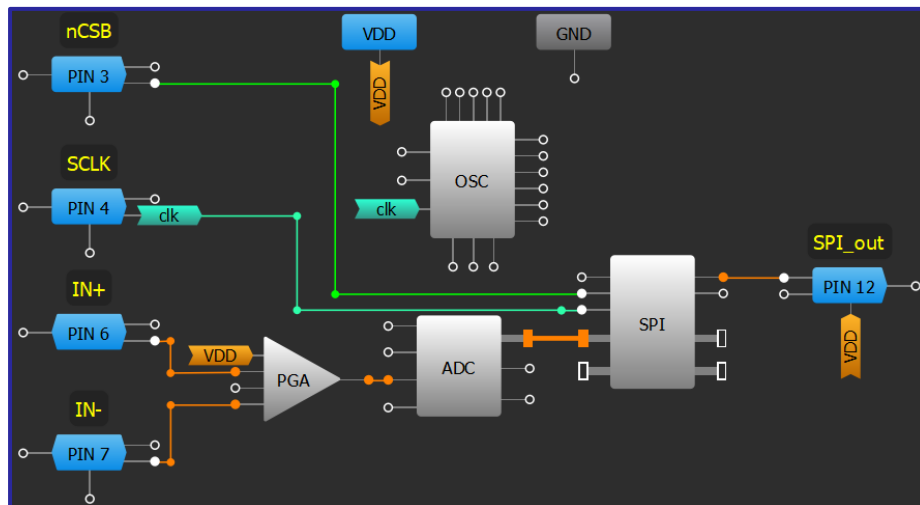 nCSB
VDD
GND
PIN 3
VDD
SCLK
OSC
PIN 4
clk
clk
SPI_out
IN+
PIN 12
PIN 6
SPI
VDD
VDD
ADC
PGA
IN-
PIN 7